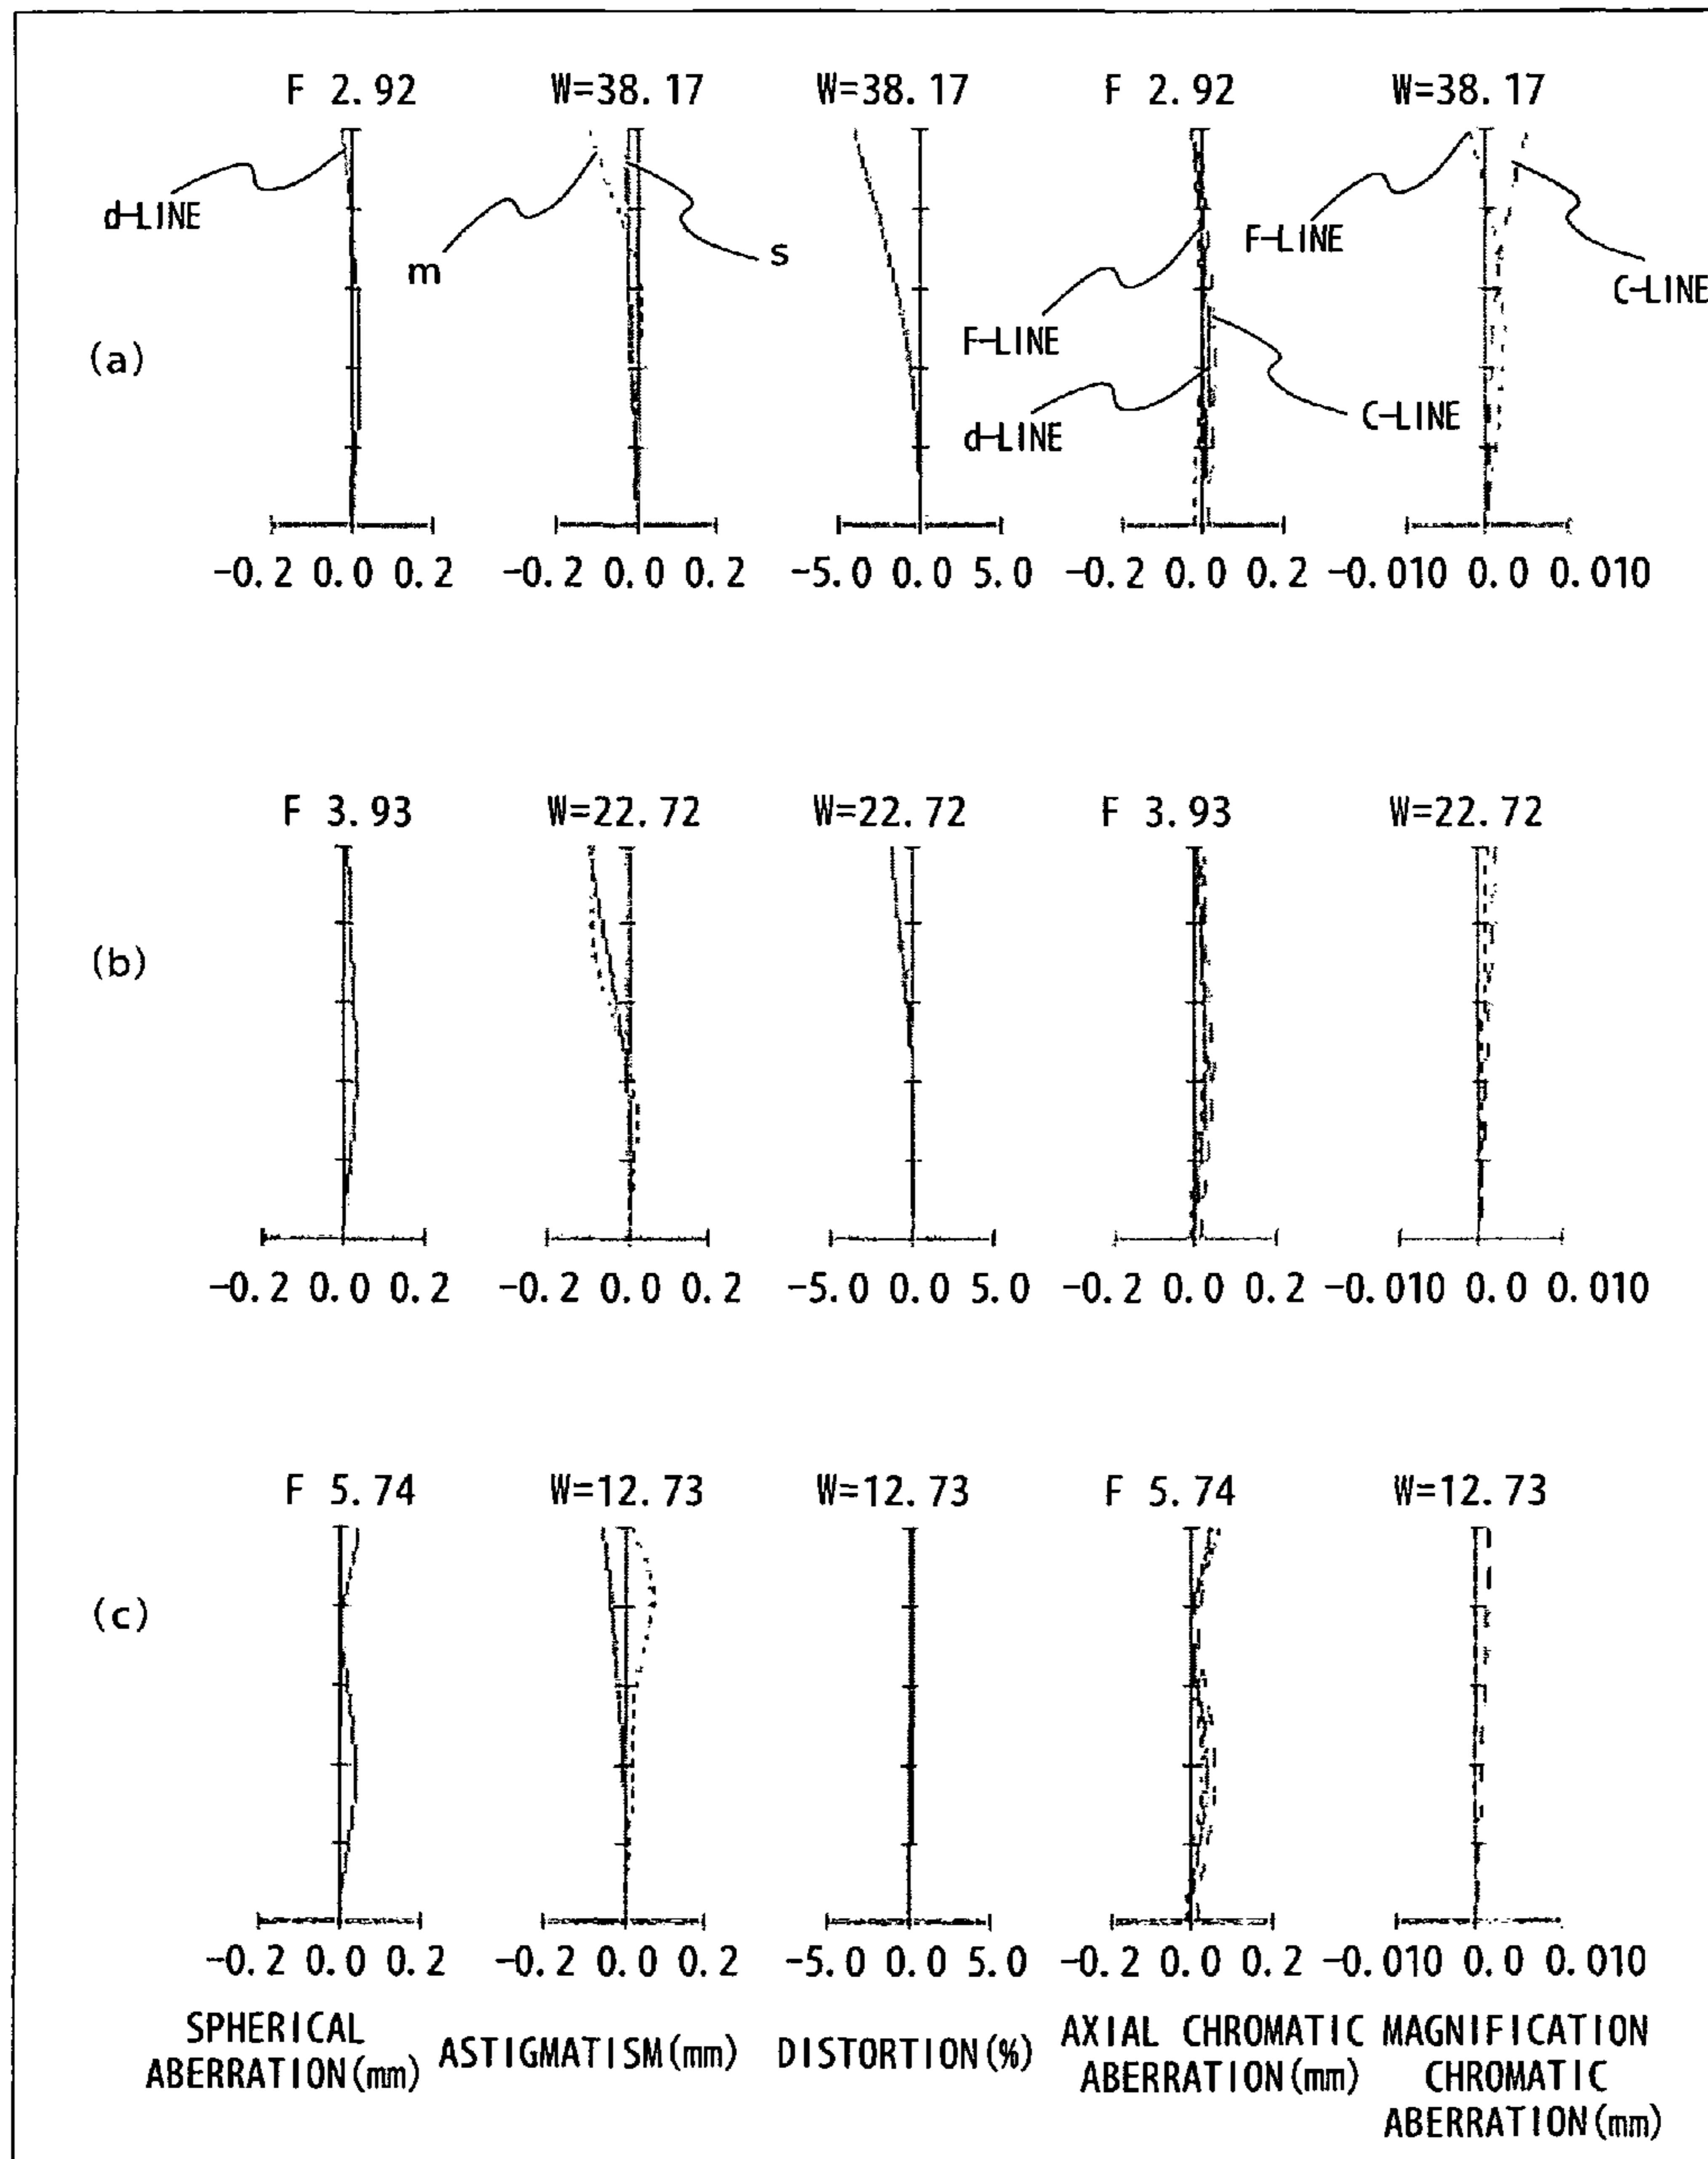 F 2.92 W=38.17 W=38.17 F 2.92 W=38.17
d-LINE
m
s
F-LINE
d-LINE
C-LINE
F-LINE
C-LINE
(a)
-0.2 0.0 0.2 -0.2 0.0 0.2 -5.0 0.0 5.0 -0.2 0.0 0.2 -0.010 0.0 0.010
F 3.93 W=22.72 W=22.72 F 3.93 W=22.72
(b)
-0.2 0.0 0.2 -0.2 0.0 0.2 -5.0 0.0 5.0 -0.2 0.0 0.2 -0.010 0.0 0.010
F 5.74 W=12.73 W=12.73 F 5.74 W=12.73
(c)
-0.2 0.0 0.2 -0.2 0.0 0.2 -5.0 0.0 5.0 -0.2 0.0 0.2 -0.010 0.0 0.010
SPHERICAL
ABERRATION(mm)
ASTIGMATISM(mm)
DISTORTION(%)
AXIAL CHROMATIC
ABERRATION(mm)
MAGNIFICATION
CHROMATIC
ABERRATION(mm)